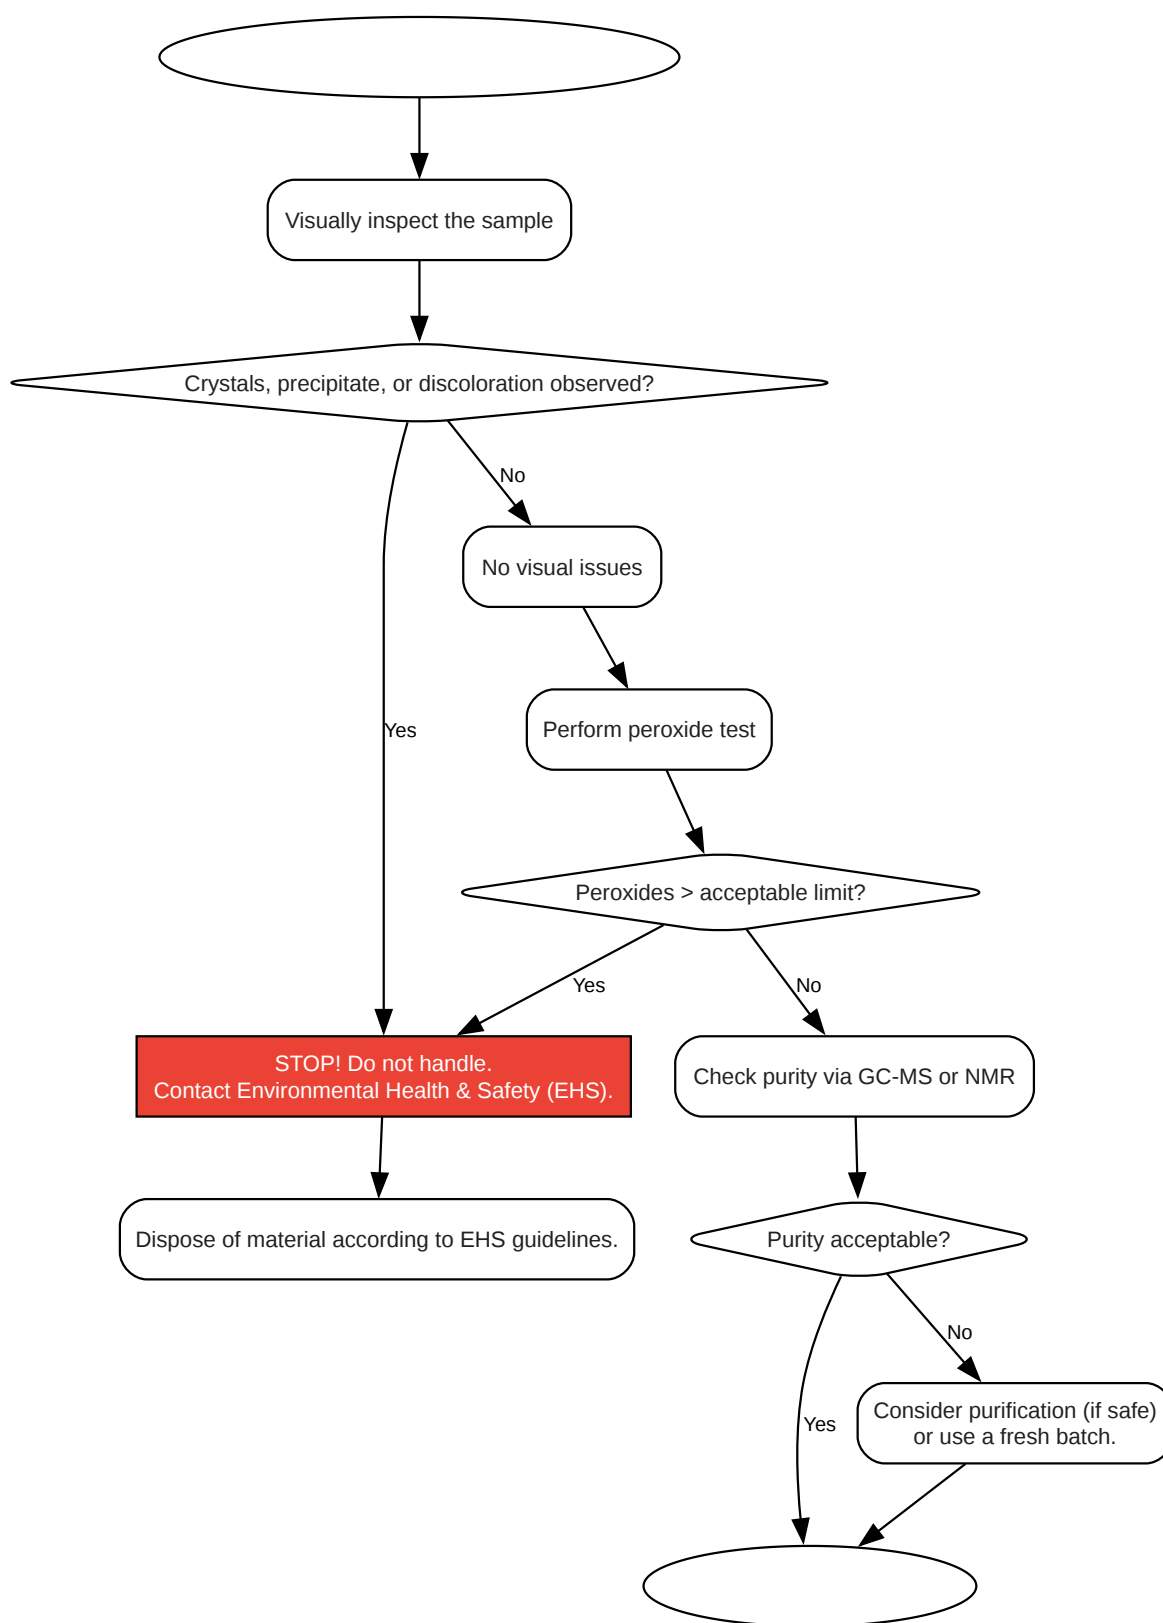 Visually inspect the sample
Crystals, precipitate, or discoloration observed?
No
No visual issues
Yes
Perform peroxide test
Peroxides > acceptable limit?
Yes
No
STOP! Do not handle.
Contact Environmental Health & Safety (EHS).
Check purity via GC-MS or NMR
Dispose of material according to EHS guidelines.
Purity acceptable?
No
Yes
Consider purification (if safe)
or use a fresh batch.